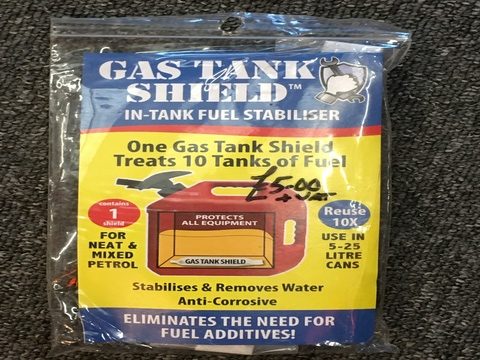 GAS TANK
SHIELD™
IN-TANK FUEL STABILISER
One Gas Tank Shield
Treats 10 Tanks of Fuel
£5.00
contains
1
shield
FOR
NEAT &
MIXED
PETROL
PROTECTS
ALL EQUIPMENT
GAS TANK SHIELD
Reuse
10X
USE IN
5-25
LITRE
CANS
Stabilises & Removes Water
Anti-Corrosive
ELIMINATES THE NEED FOR
FUEL ADDITIVES!